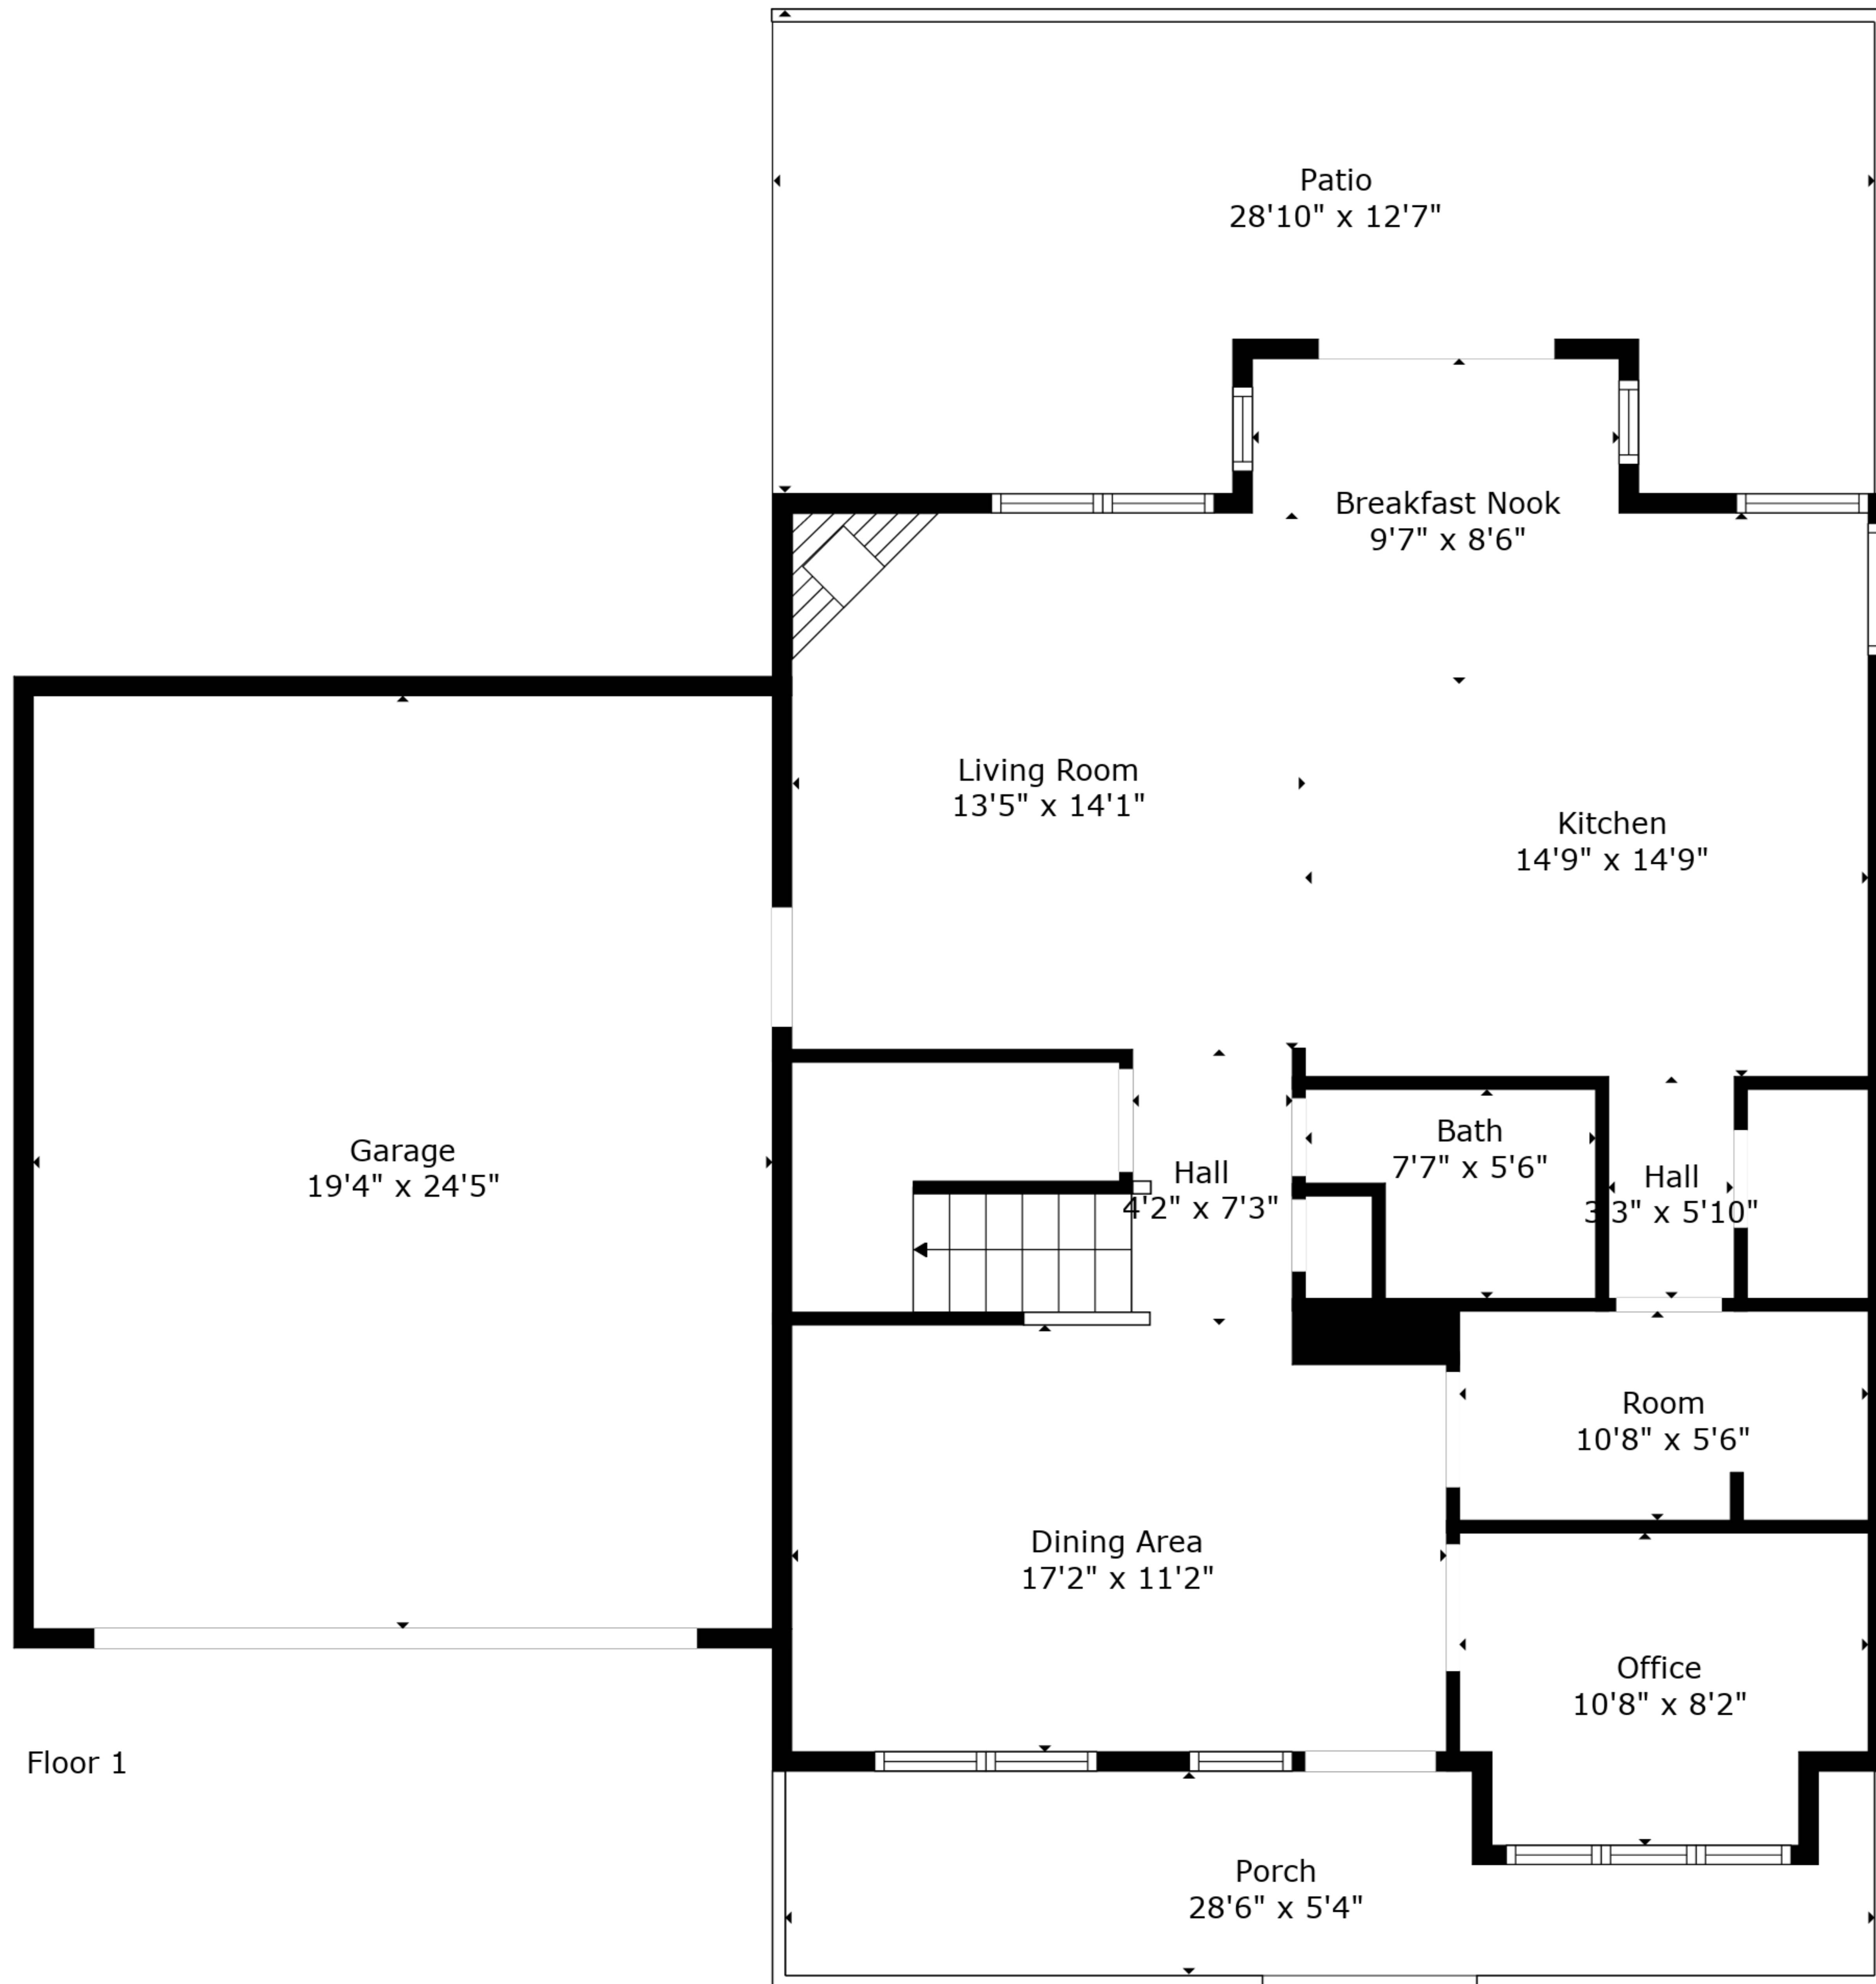 Patio
28'10" x 12'7"
Breakfast Nook
9'7" x 8'6"
Living Room
13'5" x 14'1"
Kitchen
14'9" x 14'9"
Garage
19'4" x 24'5"
Hall
4'2" x 7'3"
Bath
7'7" x 5'6"
Hall
3'3" x 5'10"
Room
10'8" x 5'6"
Dining Area
17'2" x 11'2"
Office
10'8" x 8'2"
Floor 1
Porch
28'6" x 5'4"